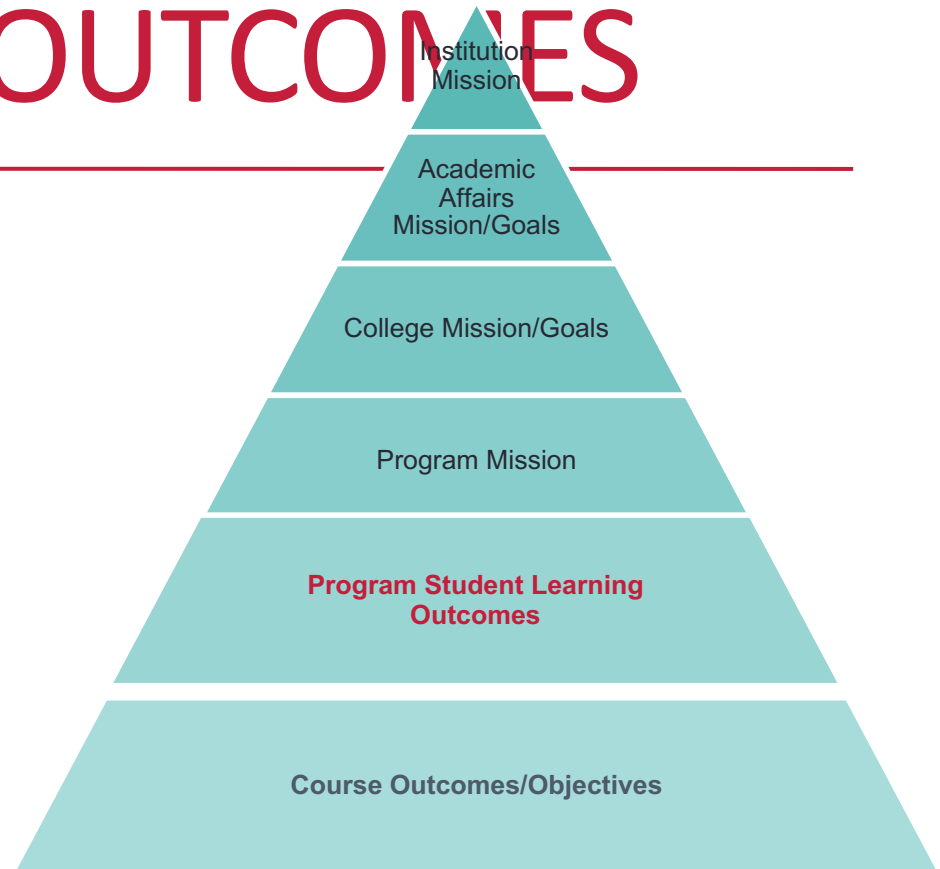 OUTCOMES
Institution
Mission
Academic
Affairs
Mission/Goals
College Mission/Goals
Program Mission
Program Student Learning
Outcomes
Course Outcomes/Objectives